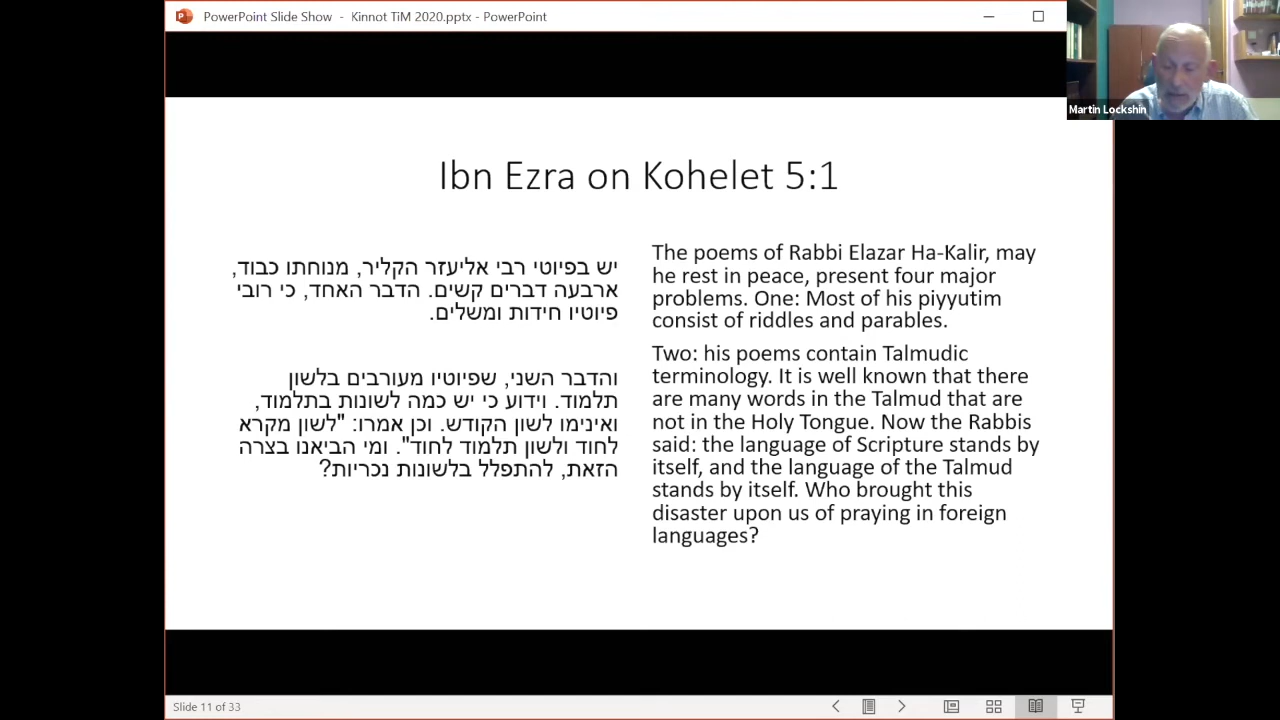 PowerPoint Slide Show - Kinnot TiM 2020.pptx - PowerPoint
Martin Lockshin
Ibn Ezra on Kohelet 5:1
יש בפיוטי רבי אליעזר הקליר, מנוחתו כבוד,
ארבעה דברים קשים. הדבר האחד, כי רובי
פיוטיו חידות ומשלים.
והדבר השני, שפיוטיו מעורבים בלשון
תלמוד. וידוע כי יש כמה לשונות בתלמוד,
ואינימו לשון הקודש. וכן אמרו: "לשון מקרא
לחוד ולשון תלמוד לחוד". ומי הביאנו בצרה
הזאת, להתפלל בלשונות נכריות?
The poems of Rabbi Elazar Ha-Kalir, may
he rest in peace, present four major
problems. One: Most of his piyyutim
consist of riddles and parables.
Two: his poems contain Talmudic
terminology. It is well known that there
are many words in the Talmud that are
not in the Holy Tongue. Now the Rabbis
said: the language of Scripture stands by
itself, and the language of the Talmud
stands by itself. Who brought this
disaster upon us of praying in foreign
languages?
Slide 11 of 33